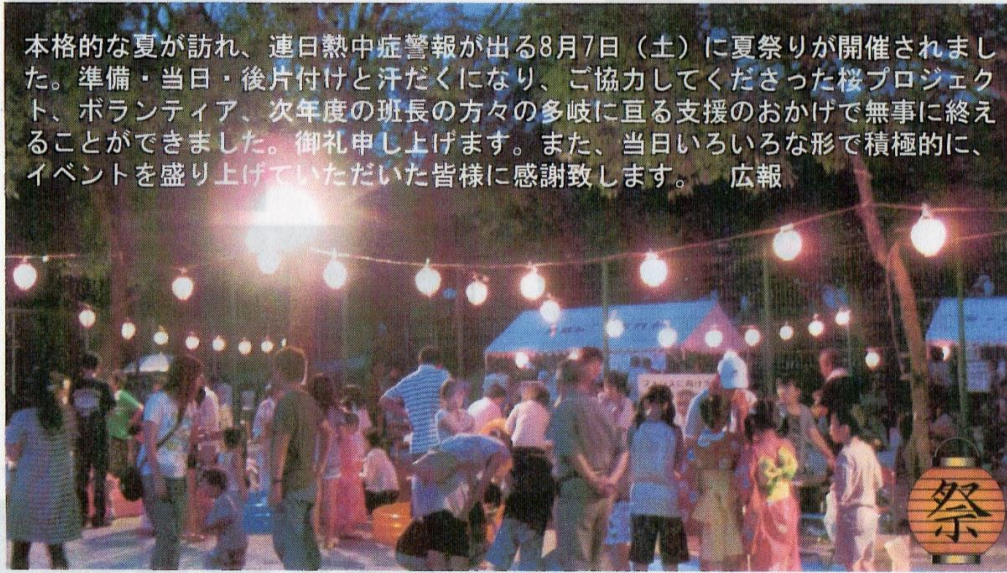 本格的な夏が訪れ、連日熱中症警報が出る8月7日（土）に夏祭りが開催されまし
た。準備・当日・後片付けと汗だくになり、ご協力してくださった桜プロジェク
ト、ボランティア、次年度の班長の方々の多岐に亘る支援のおかげで無事に終え
ることができました。御礼申し上げます。また、当日いろいろな形で積極的に、
イベントを盛り上げていただいた皆様に感謝致します。　広報
祭